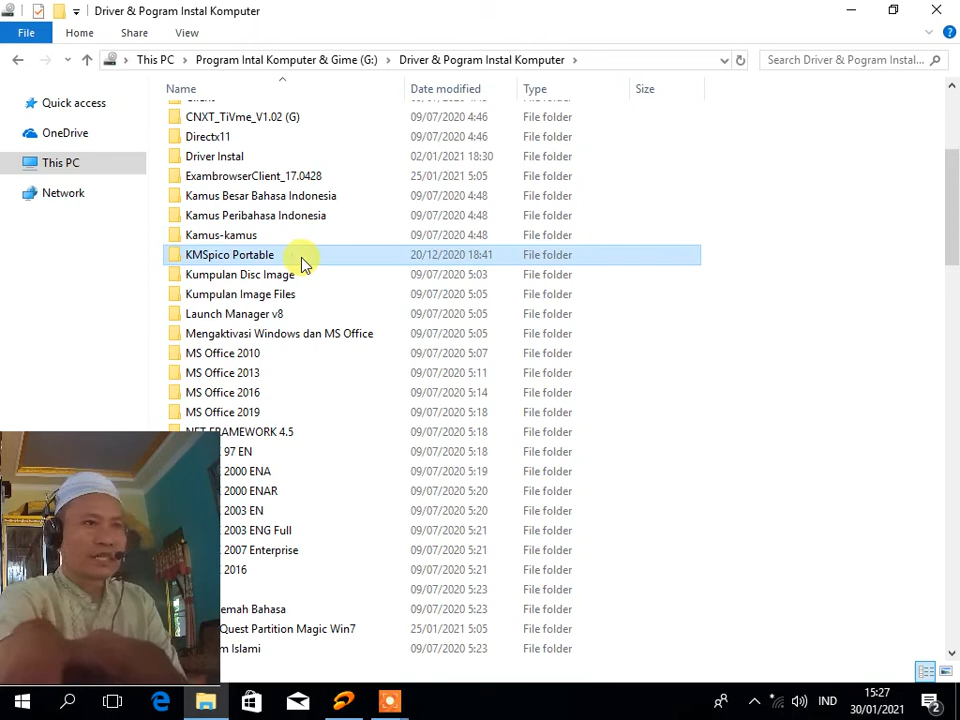 Driver & Pogram Instal Komputer
File Home Share View
This PC > Program Intal Komputer & Gime (G:) > Driver & Pogram Instal Komputer >
Search Driver & Pogram Instal...
Name Date modified Type Size
CNXT_TiVme_V1.02 (G) 09/07/2020 4:46 File folder
Directx11 09/07/2020 4:46 File folder
Driver Instal 02/01/2021 18:30 File folder
ExambrowserClient_17.0428 25/01/2021 5:05 File folder
Kamus Besar Bahasa Indonesia 09/07/2020 4:48 File folder
Kamus Peribahasa Indonesia 09/07/2020 4:48 File folder
Kamus-kamus 09/07/2020 4:48 File folder
KMSpico Portable 20/12/2020 18:41 File folder
Kumpulan Disc Image 09/07/2020 5:03 File folder
Kumpulan Image Files 09/07/2020 5:05 File folder
Launch Manager v8 09/07/2020 5:05 File folder
Mengaktivasi Windows dan MS Office 09/07/2020 5:05 File folder
MS Office 2010 09/07/2020 5:07 File folder
MS Office 2013 09/07/2020 5:11 File folder
MS Office 2016 09/07/2020 5:14 File folder
MS Office 2019 09/07/2020 5:18 File folder
NET FRAMEWORK 4.5 09/07/2020 5:18 File folder
97 EN 09/07/2020 5:18 File folder
2000 ENA 09/07/2020 5:19 File folder
2000 ENAR 09/07/2020 5:20 File folder
2003 EN 09/07/2020 5:20 File folder
2003 ENG Full 09/07/2020 5:21 File folder
2007 Enterprise 09/07/2020 5:21 File folder
2016 09/07/2020 5:21 File folder
09/07/2020 5:23 File folder
emah Bahasa 09/07/2020 5:23 File folder
Quest Partition Magic Win7 25/01/2021 5:05 File folder
m Islami 09/07/2020 5:23 File folder
Quick access
OneDrive
This PC
Network
IND
15:27
30/01/2021
2